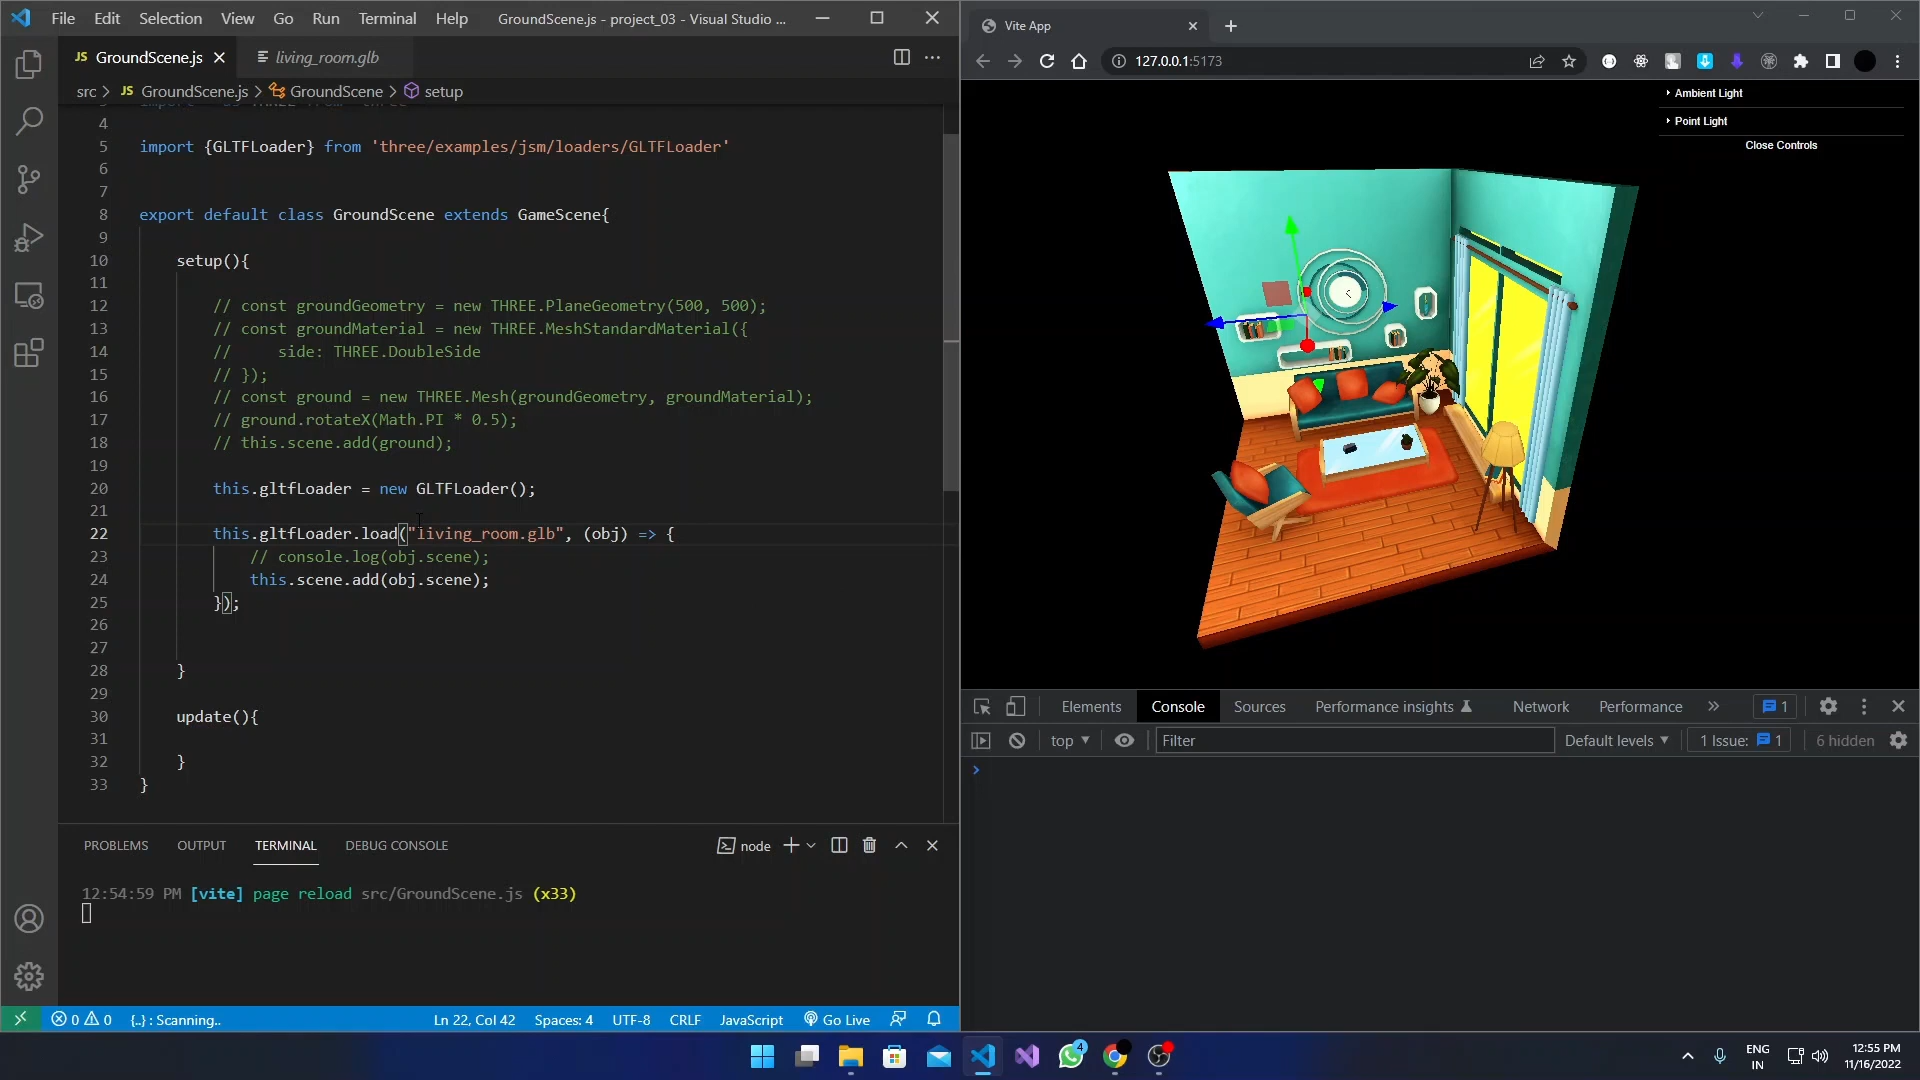 File Edit Selection View Go Run Terminal Help GroundScene.js - project_03 - Visual Studio ...
JS GroundScene.js living_room.glb
src > JS GroundScene.js > GroundScene > setup
4
5 import {GLTFLoader} from 'three/examples/jsm/loaders/GLTFLoader'
6
7
8 export default class GroundScene extends GameScene{
9
10 setup(){
11
12 // const groundGeometry = new THREE.PlaneGeometry(500, 500);
13 // const groundMaterial = new THREE.MeshStandardMaterial({
14 // side: THREE.DoubleSide
15 // });
16 // const ground = new THREE.Mesh(groundGeometry, groundMaterial);
17 // ground.rotateX(Math.PI * 0.5);
18 // this.scene.add(ground);
19
20 this.gltfLoader = new GLTFLoader();
21
22 this.gltfLoader.load("living_room.glb", (obj) => {
23 // console.log(obj.scene);
24 this.scene.add(obj.scene);
25 });
26
27
28 }
29
30 update(){
31
32 }
33 }
PROBLEMS OUTPUT TERMINAL DEBUG CONSOLE node
12:54:59 PM [vite] page reload src/GroundScene.js (x33)
0 0 {..} : Scanning.. Ln 22, Col 42 Spaces: 4 UTF-8 CRLF JavaScript Go Live
Vite App
127.0.0.1:5173
Ambient Light
Point Light
Close Controls
Elements Console Sources Performance insights Network Performance 1
top Filter Default levels 1 Issue: 1 6 hidden
4
ENG
IN
12:55 PM
11/16/2022